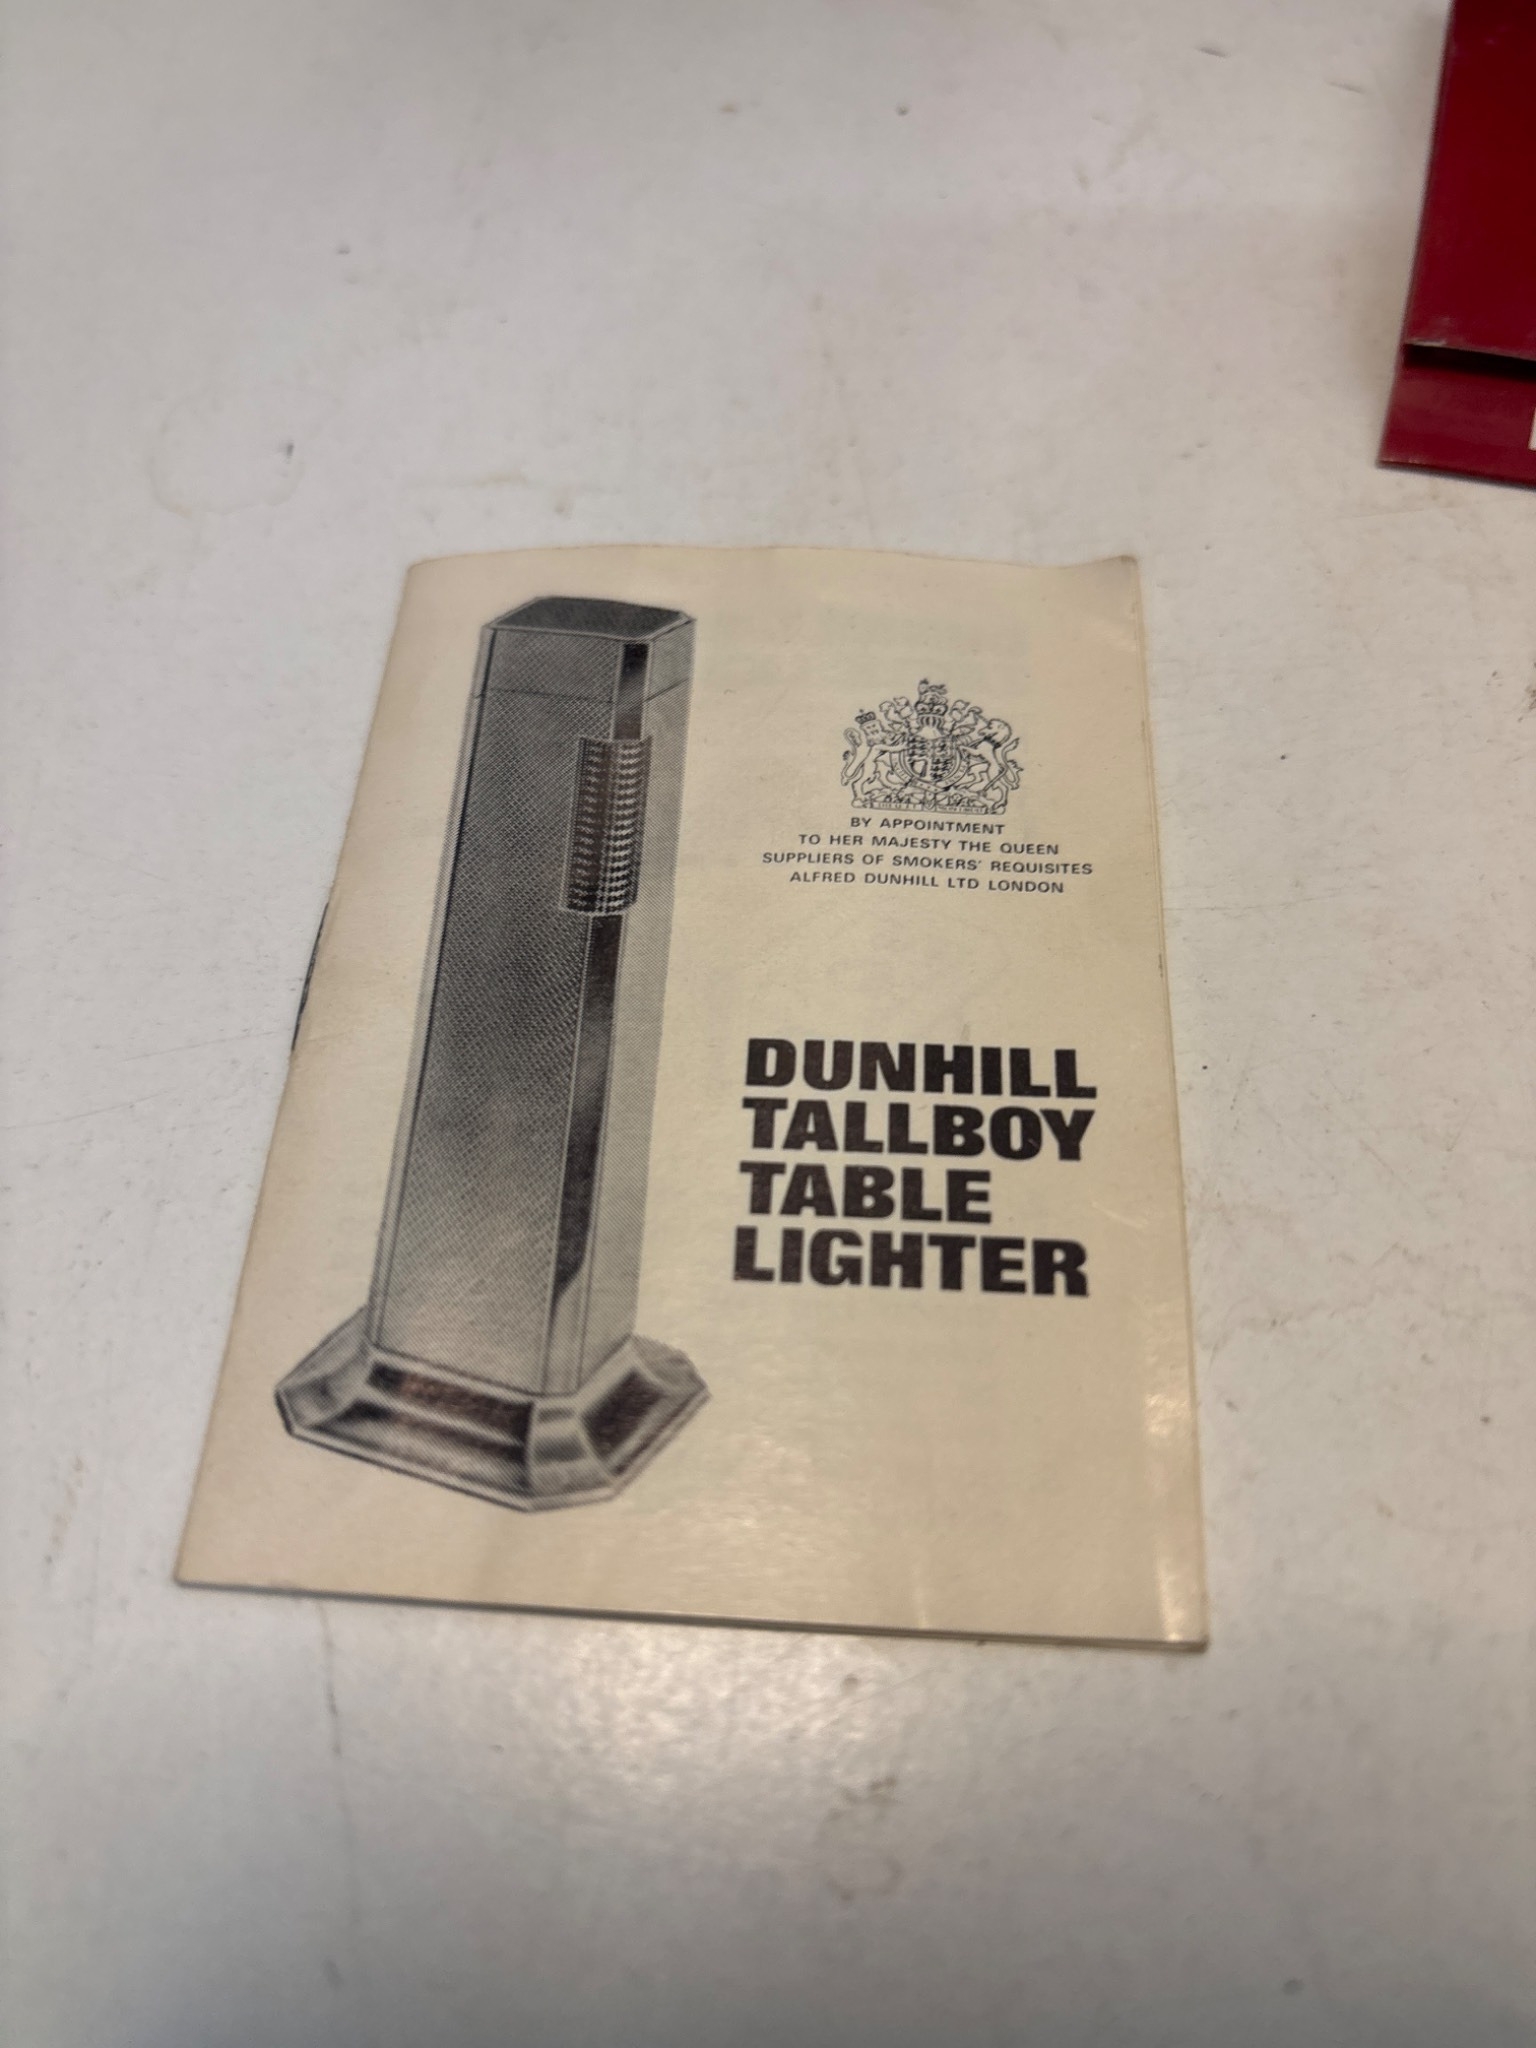 BY APPOINTMENT
TO HER MAJESTY THE QUEEN
SUPPLIERS OF SMOKERS' REQUISITES
ALFRED DUNHILL LTD LONDON
DUNHILL
TALLBOY
TABLE
LIGHTER